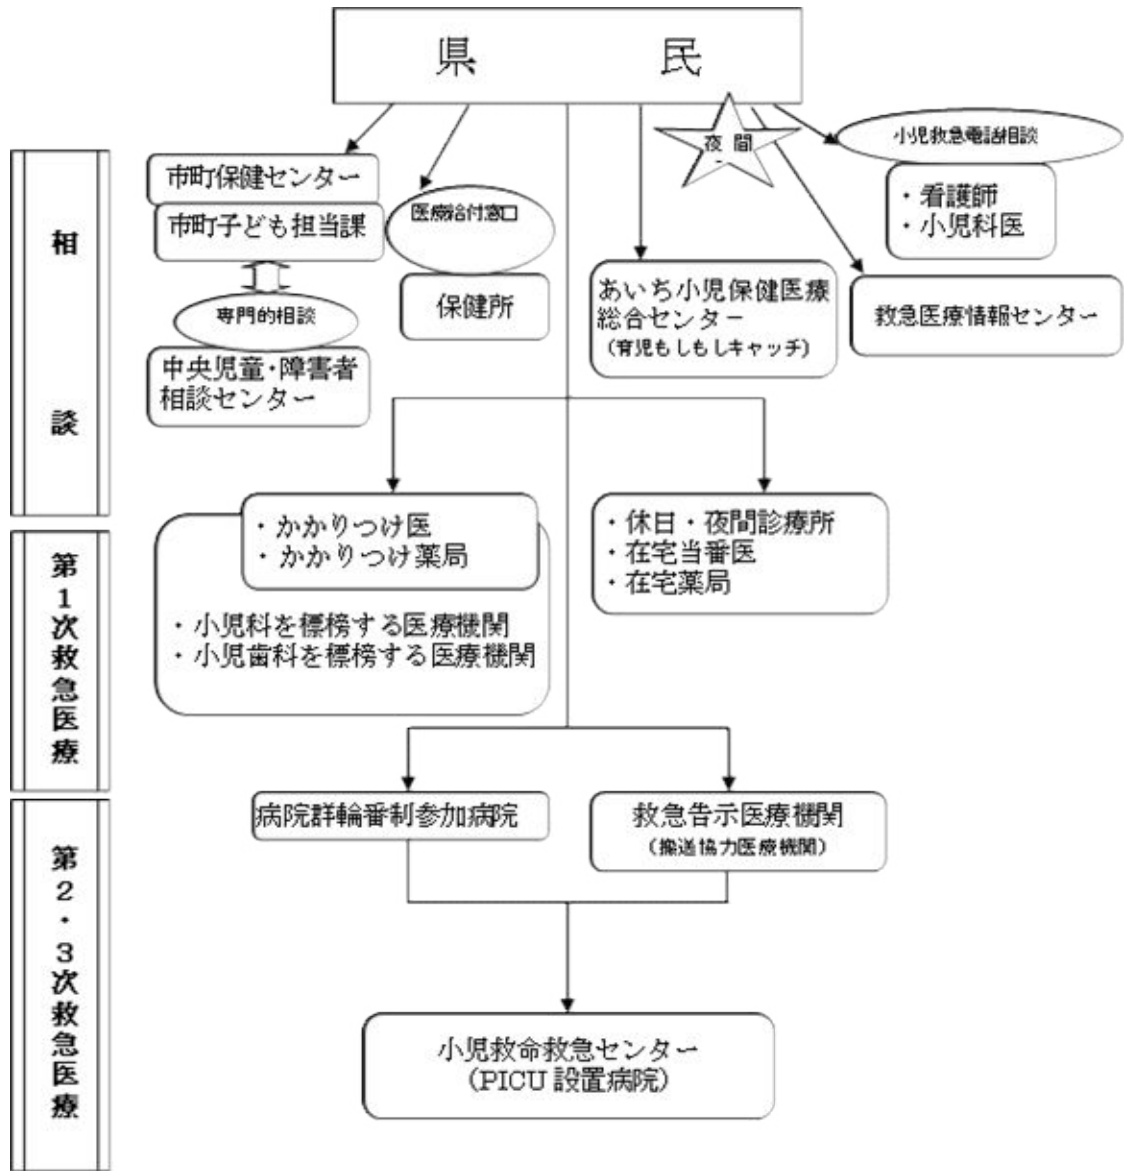 県　　民
夜間
小児救急電話相談
・看護師
・小児科医
相談
市町保健センター
市町子ども担当課
専門的相談
中央児童・障害者
相談センター
医療給付窓口
保健所
あいち小児保健医療
総合センター
（育児もしもしキャッチ）
救急医療情報センター
第1次救急医療
・かかりつけ医
・かかりつけ薬局
・小児科を標榜する医療機関
・小児歯科を標榜する医療機関
・休日・夜間診療所
・在宅当番医
・在宅薬局
第2・3次救急医療
病院群輪番制参加病院
救急告示医療機関
（搬送協力医療機関）
小児救命救急センター
（PICU 設置病院）